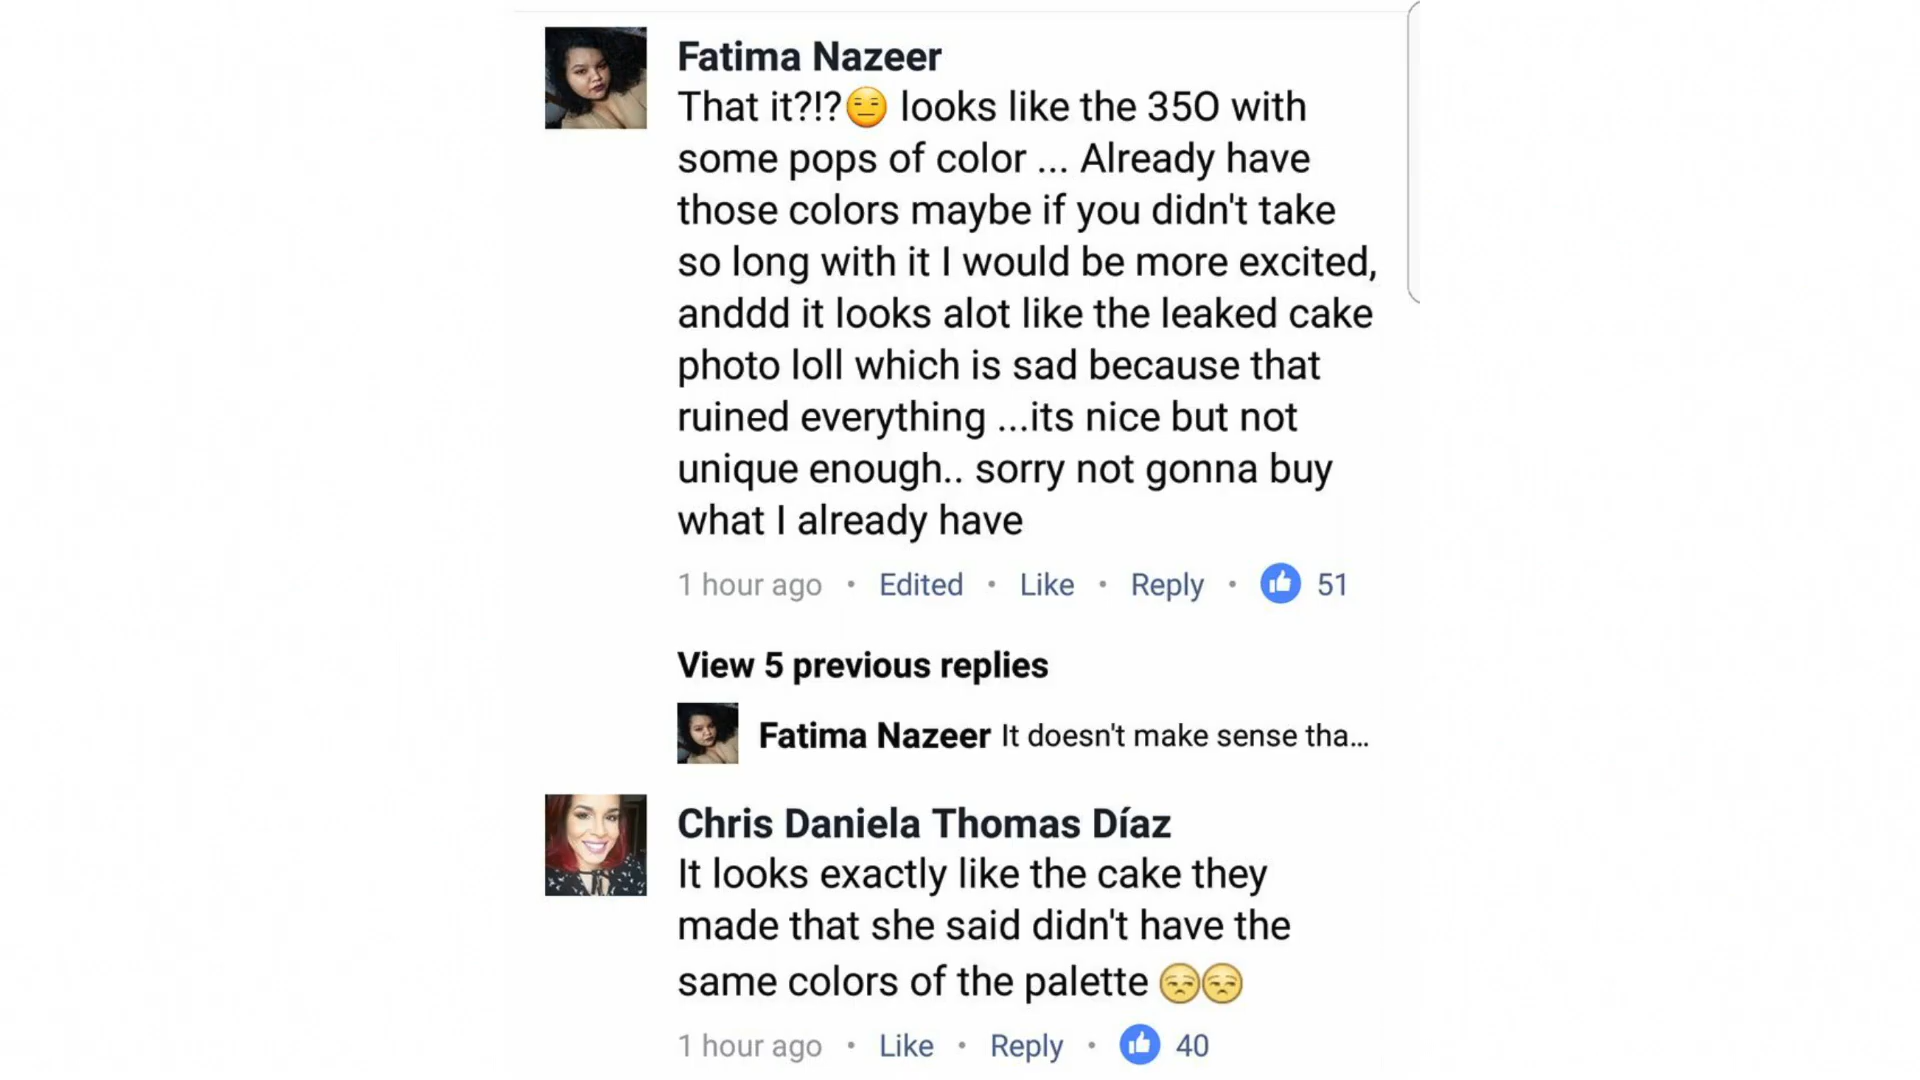 Fatima Nazeer
That it?!?😑 looks like the 35O with
some pops of color ... Already have
those colors maybe if you didn't take
so long with it I would be more excited,
anddd it looks alot like the leaked cake
photo loll which is sad because that
ruined everything ...its nice but not
unique enough.. sorry not gonna buy
what I already have
1 hour ago • Edited • Like • Reply • 51
View 5 previous replies
Fatima Nazeer It doesn't make sense tha...
Chris Daniela Thomas Díaz
It looks exactly like the cake they
made that she said didn't have the
same colors of the palette 😒😒
1 hour ago • Like • Reply • 40